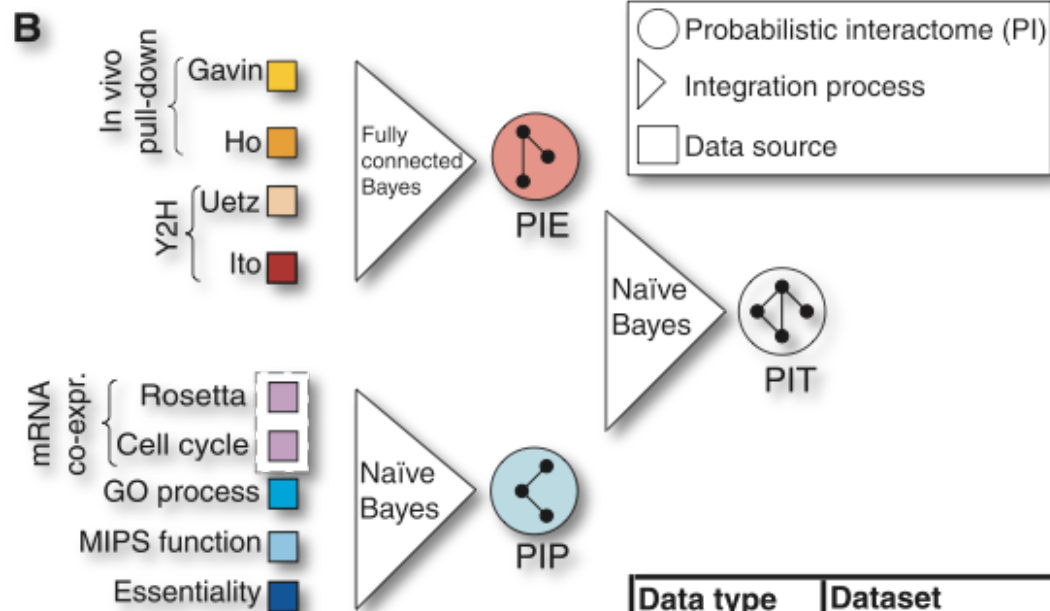 B
In vivo
pull-down
Gavin
Ho
Y2H
Uetz
Ito
Fully
connected
Bayes
PIE
Probabilistic interactome (PI)
Integration process
Data source
Naïve
Bayes
PIT
mRNA
co-expr.
Rosetta
Cell cycle
GO process
MIPS function
Essentiality
Naïve
Bayes
PIP
Data type
Dataset